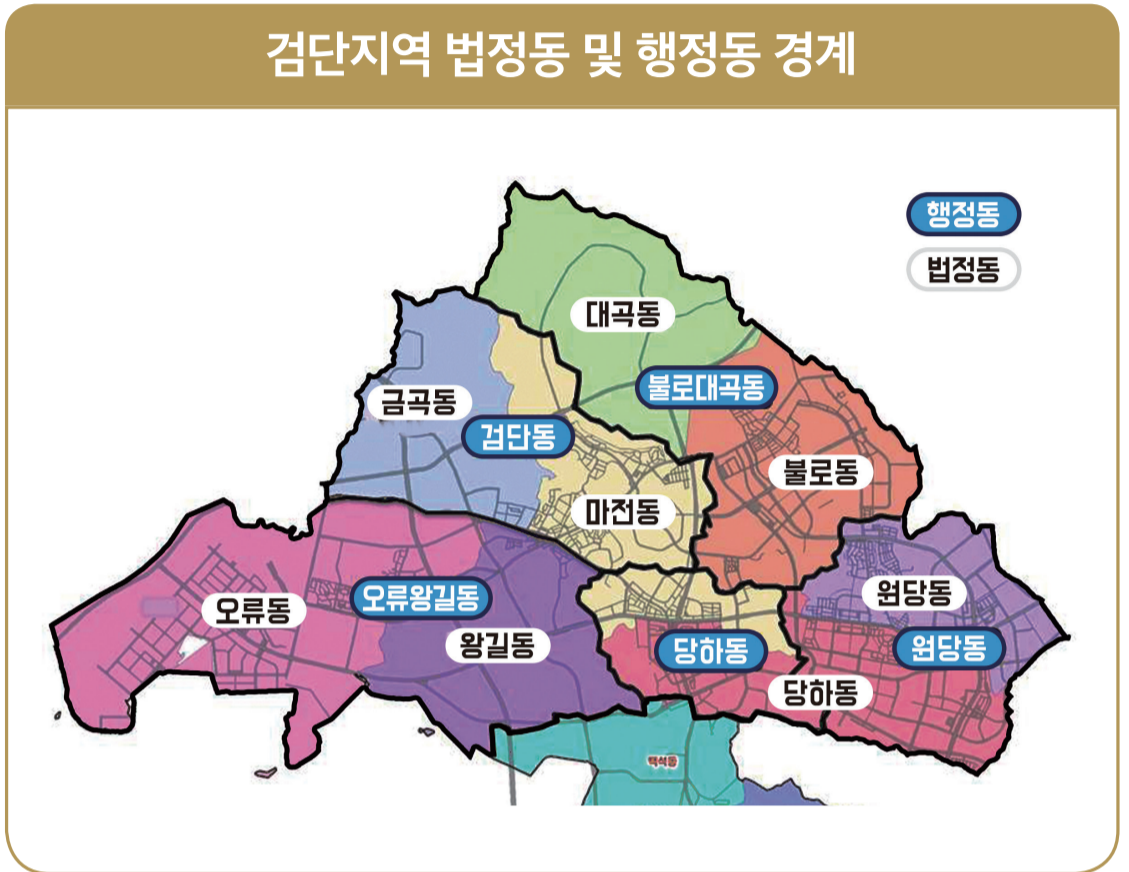 검단지역 법정동 및 행정동 경계
행정동
법정동
대곡동
불로대곡동
금곡동
검단동
불로동
마전동
원당동
오류왕길동
오류동
왕길동
당하동
원당동
당하동
백석동